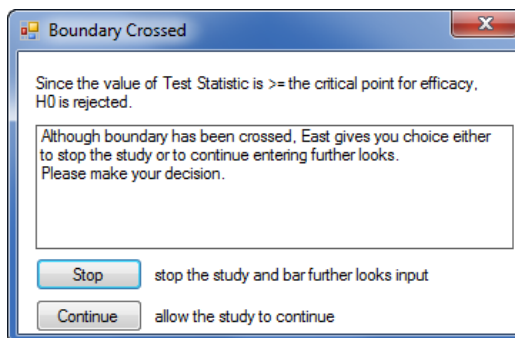 Boundary Crossed
Since the value of Test Statistic is >= the critical point for efficacy,
H0 is rejected.
Although boundary has been crossed, East gives you choice either
to stop the study or to continue entering further looks.
Please make your decision.
Stop stop the study and bar further looks input
Continue allow the study to continue